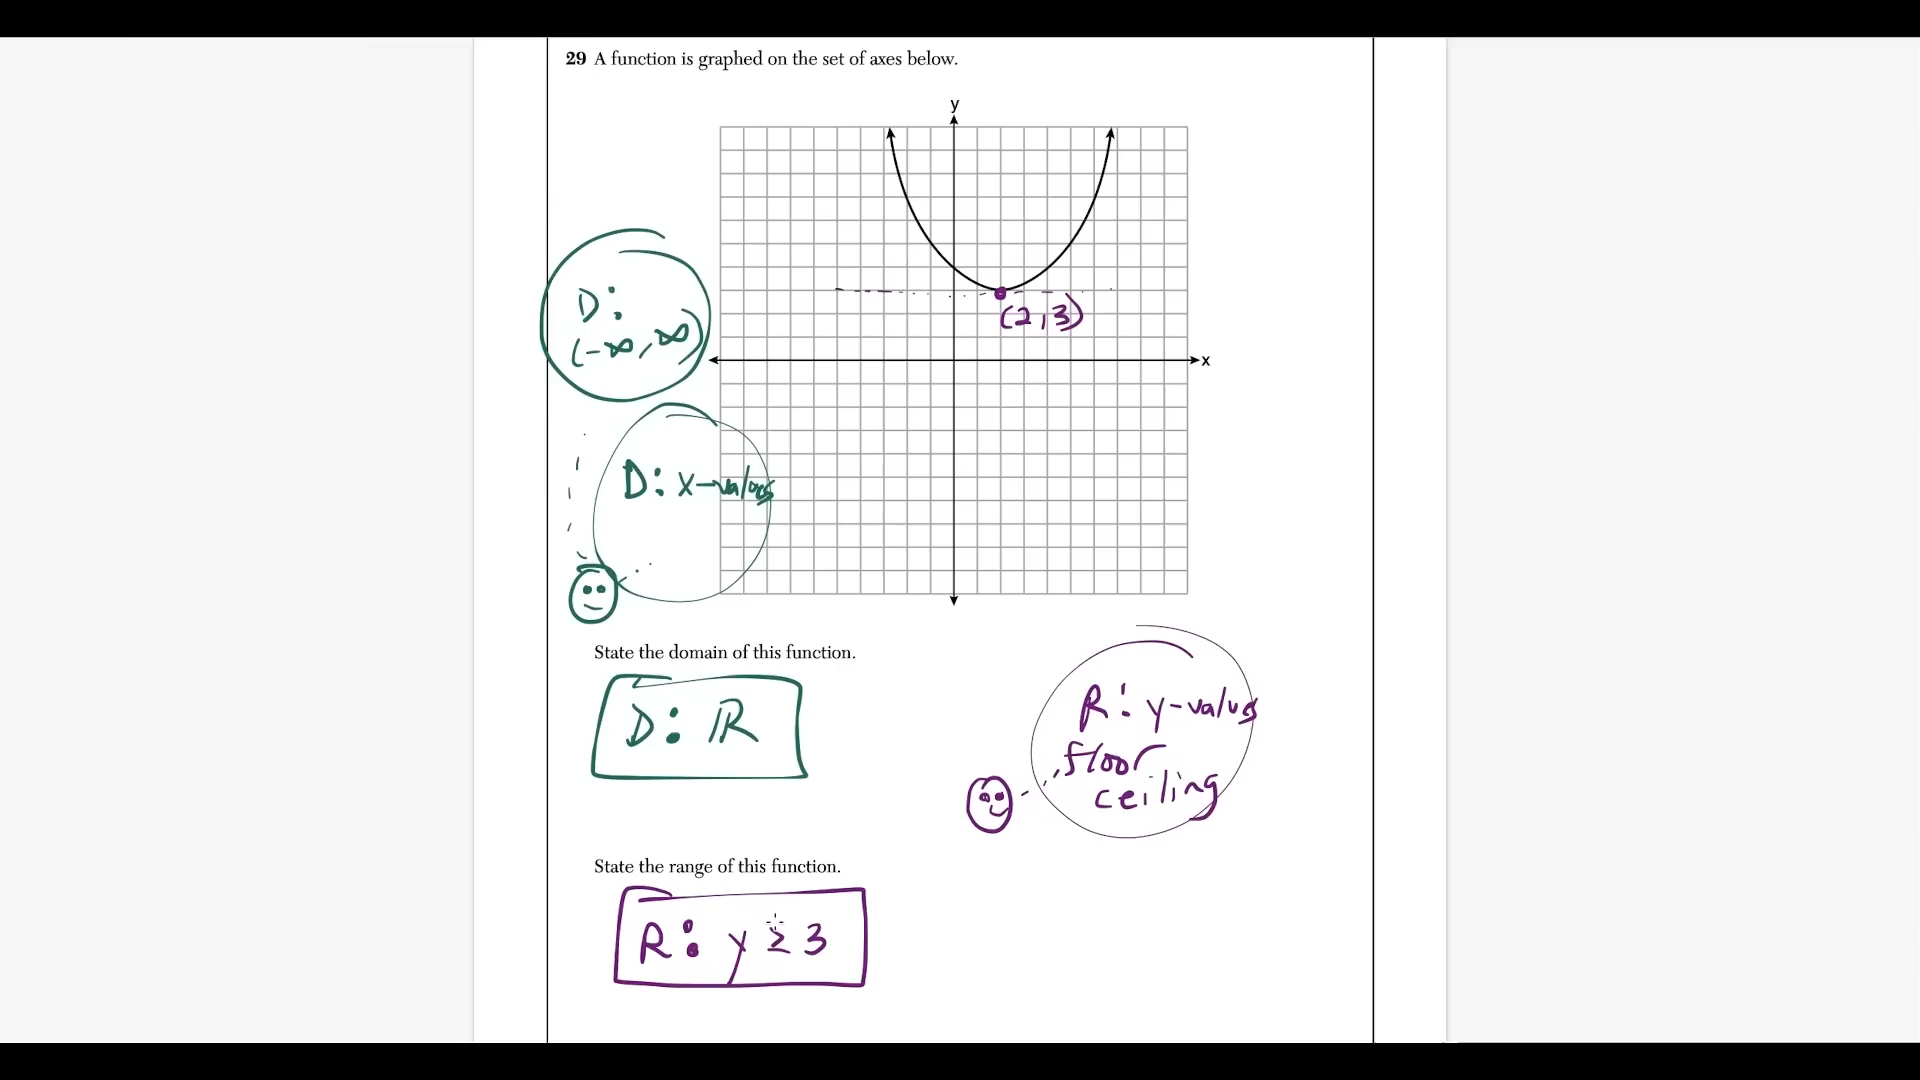 29 A function is graphed on the set of axes below.
y
x
(2,3)
D:
(-∞, ∞)
D: x-values
State the domain of this function.
D: ℝ
R: y-values
floor
ceiling
State the range of this function.
R: y ≥ 3